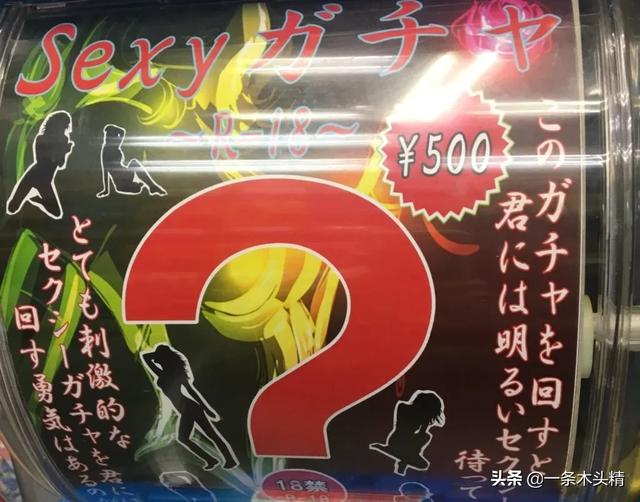 Sexyガチャ
～R-18～
¥500
このガチャを回すと
君には明るいセク
待って
?
とても刺激的な
セクシーガチャを君に
回す勇気はあるの
18禁
R-18
头条 @一条木头精